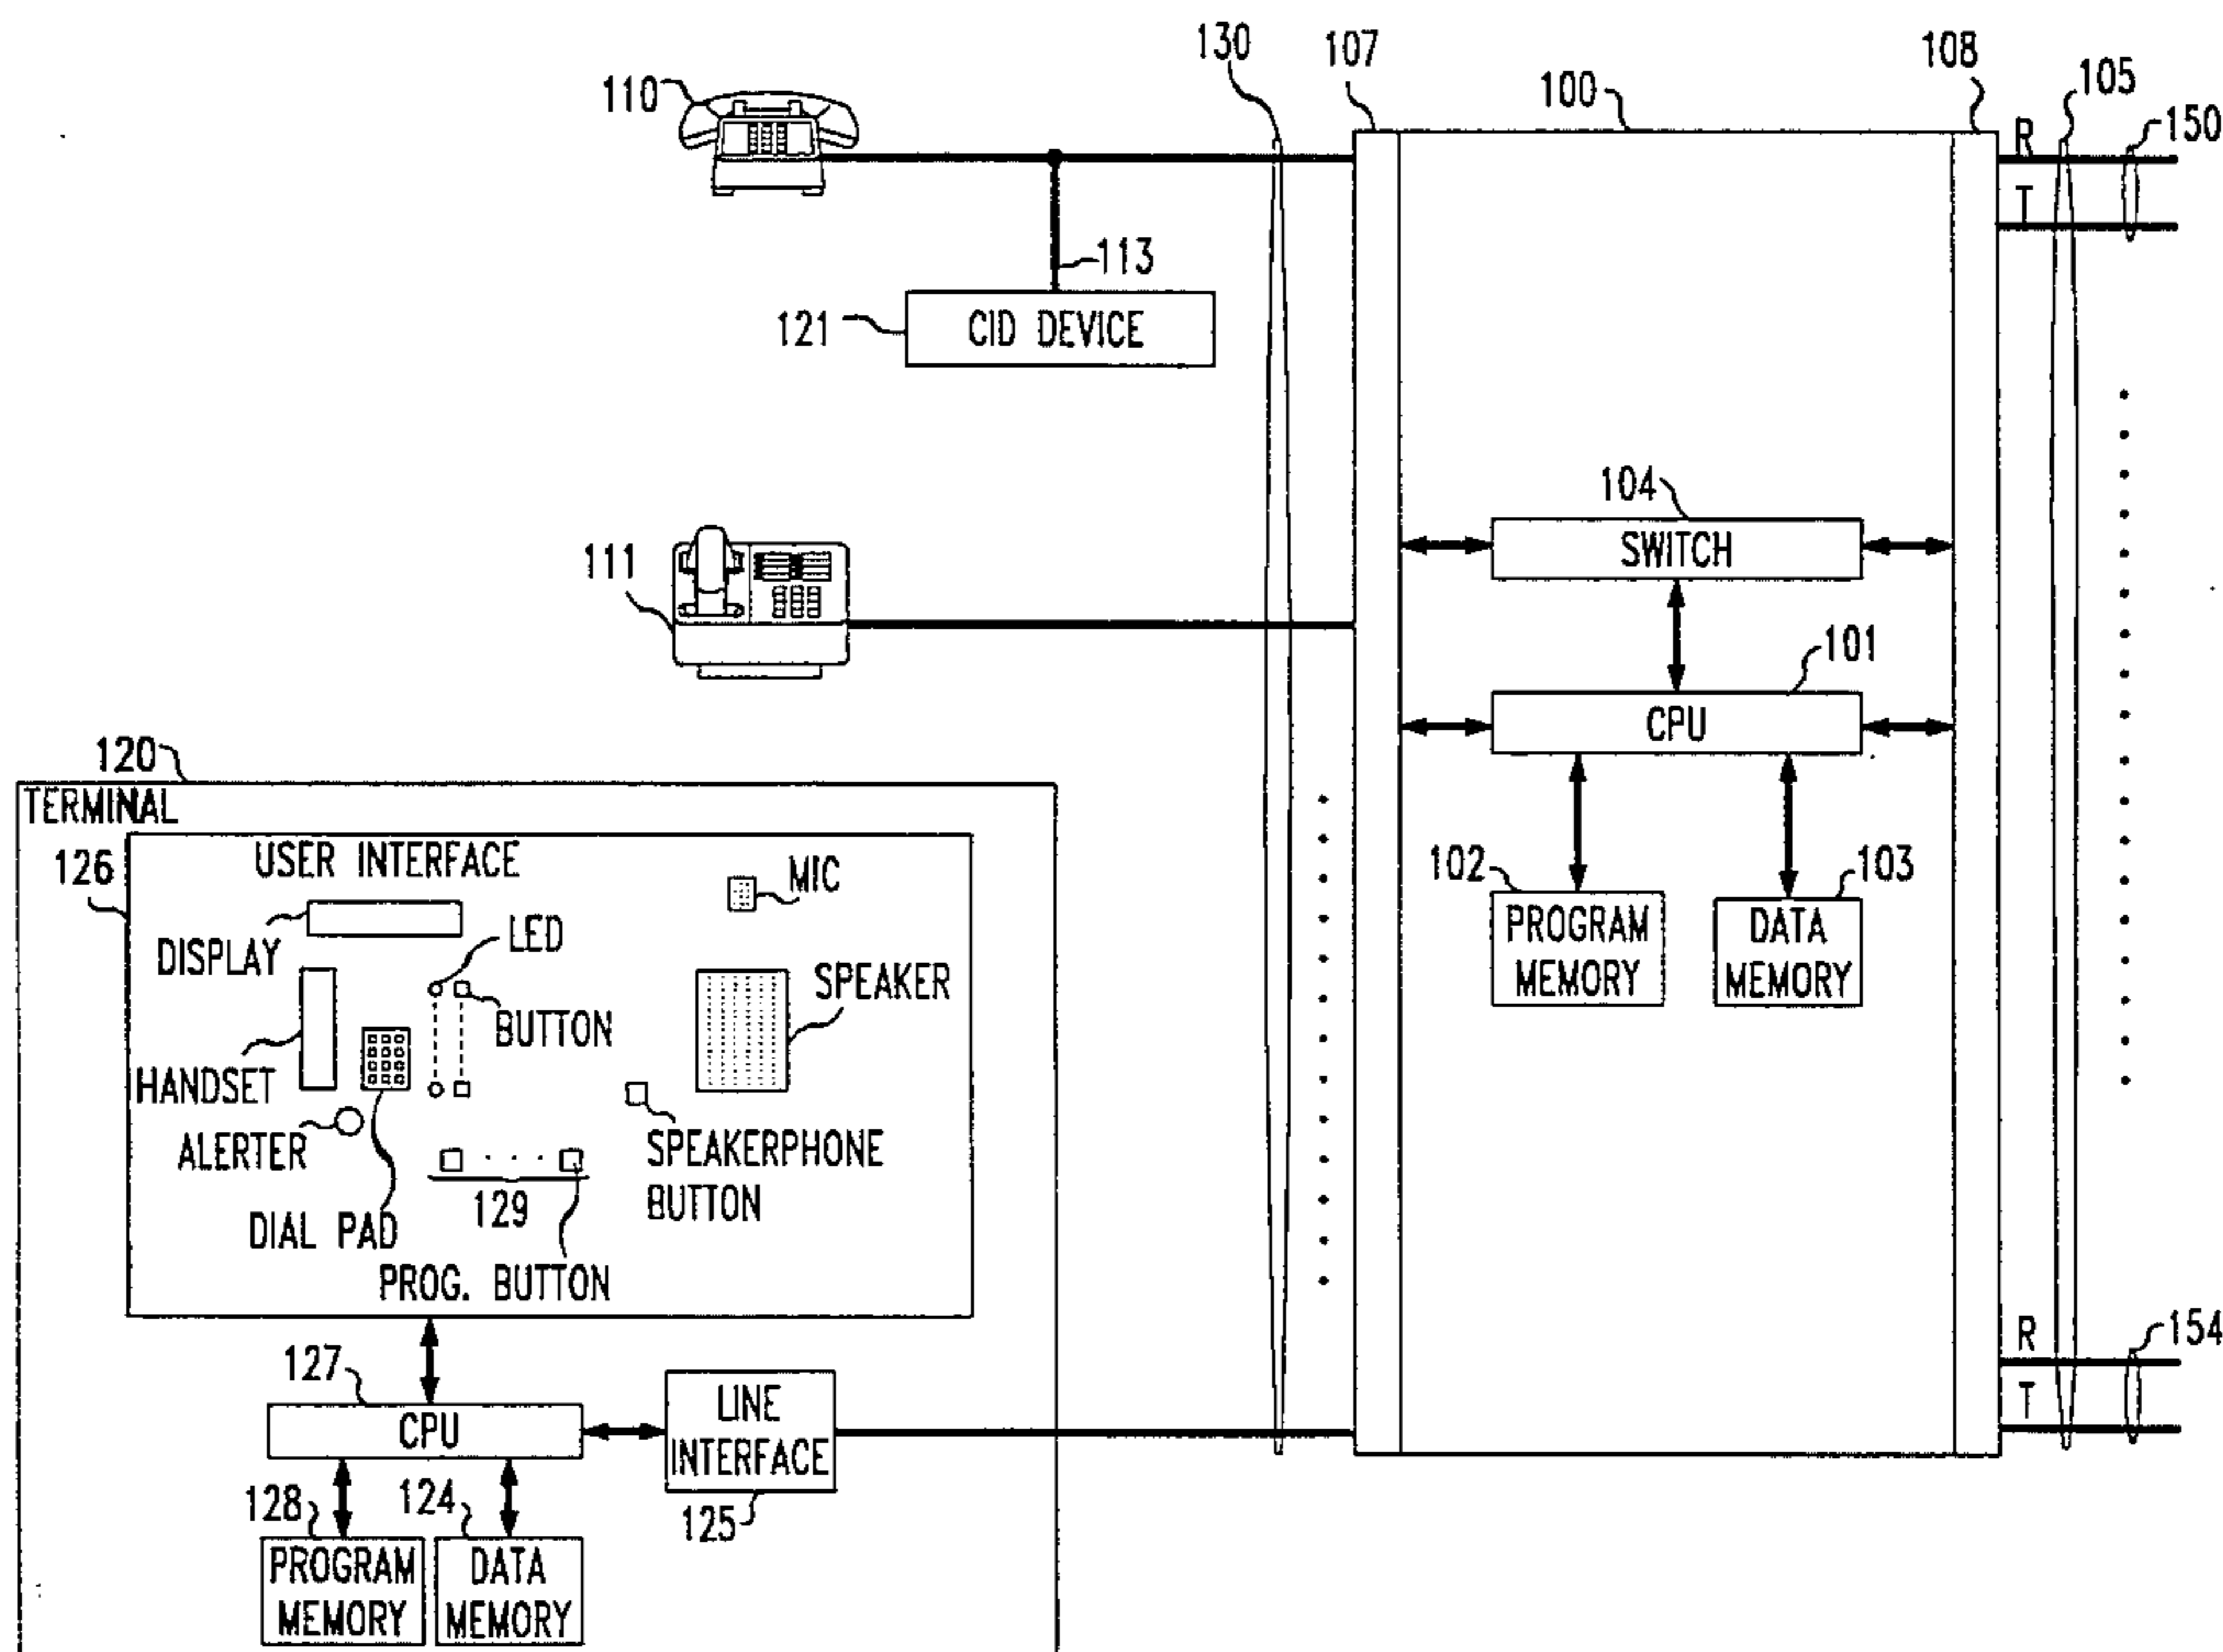 130
107
100
108
105
150
110
R
T
113
121
CID DEVICE
104
SWITCH
111
101
CPU
120
TERMINAL
126
USER INTERFACE
MIC
102
103
PROGRAM
MEMORY
DATA
MEMORY
DISPLAY
LED
SPEAKER
BUTTON
HANDSET
ALERTER
SPEAKERPHONE
BUTTON
129
DIAL PAD
PROG. BUTTON
R
T
154
127
CPU
LINE
INTERFACE
125
128
124
PROGRAM
MEMORY
DATA
MEMORY